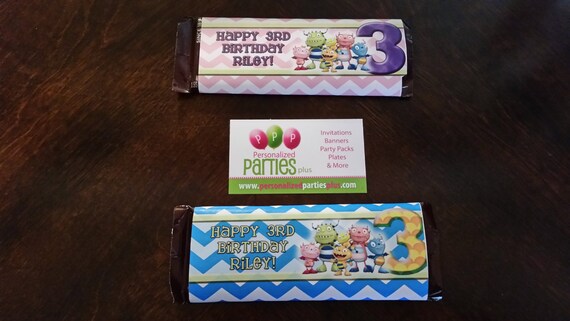 HAPPY 3RD
BIRTHDAY
RILEY!
3
P P P
Personalized
Parties plus
Invitations
Banners
Party Packs
Plates
& More
www.personalizedpartiesplus.com
HAPPY 3RD
BIRTHDAY
RILEY!
3